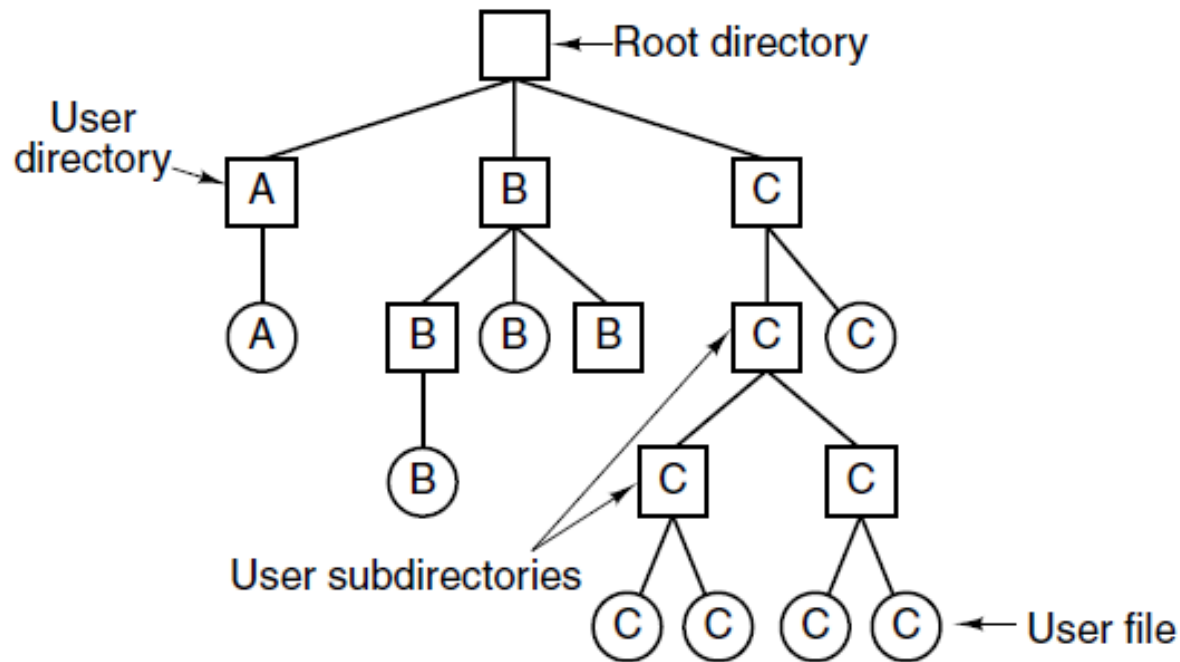 Root directory
User
directory
A
B
C
A
B
B
B
C
C
B
C
C
User subdirectories
C
C
C
C
User file